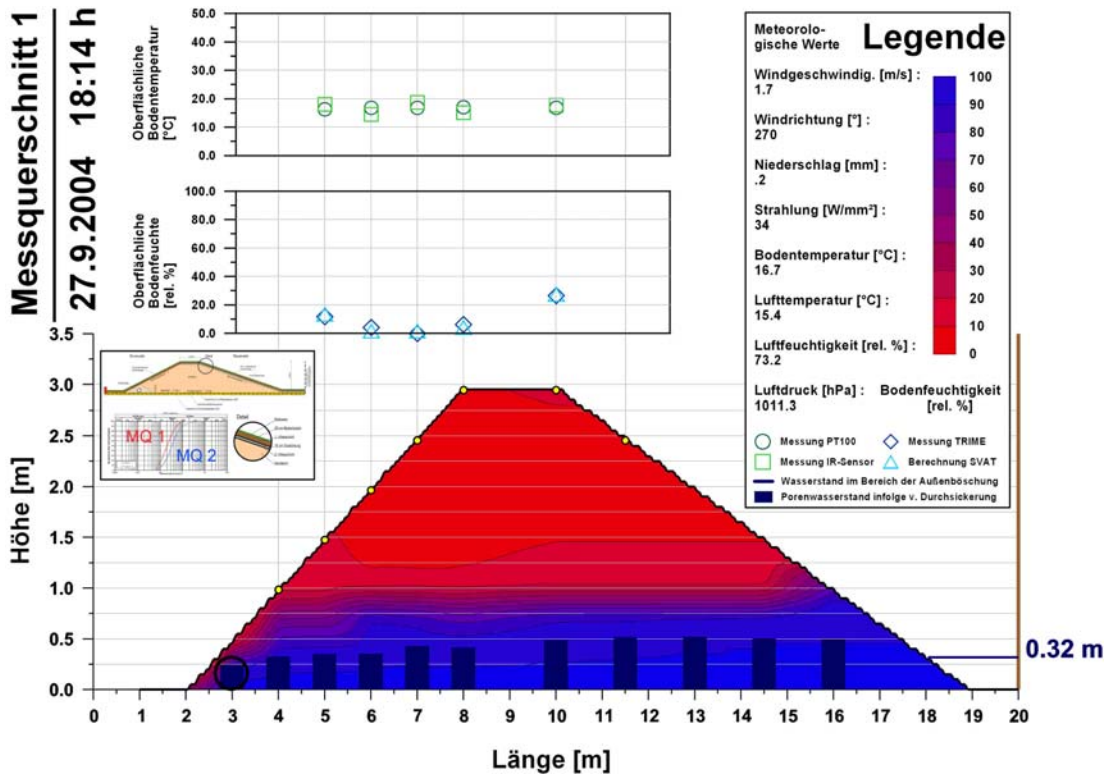 Messquerschnitt 1
27.9.2004 18:14 h
Oberflächliche
Bodentemperatur
[°C]
50.0
40.0
30.0
20.0
10.0
0.0
Oberflächliche
Bodenfeuchte
[rel. %]
100.0
80.0
60.0
40.0
20.0
0.0
Meteorolo-
gische Werte
Legende
Windgeschwindig. [m/s] :
1.7
Windrichtung [°] :
270
Niederschlag [mm] :
.2
Strahlung [W/mm²] :
34
Bodentemperatur [°C] :
16.7
Lufttemperatur [°C] :
15.4
Luftfeuchtigkeit [rel. %] :
73.2
Luftdruck [hPa] :
1011.3
100
90
80
70
60
50
40
30
20
10
0
Bodenfeuchtigkeit
[rel. %]
Messung PT100
Messung TRIME
Messung IR-Sensor
Berechnung SVAT
Wasserstand im Bereich der Außenböschung
Porenwasserstand infolge v. Durchsickerung
Höhe [m]
3.5
3.0
2.5
2.0
1.5
1.0
0.5
0.0
Detail
MQ 1
MQ 2
0.32 m
0 1 2 3 4 5 6 7 8 9 10 11 12 13 14 15 16 17 18 19 20
Länge [m]